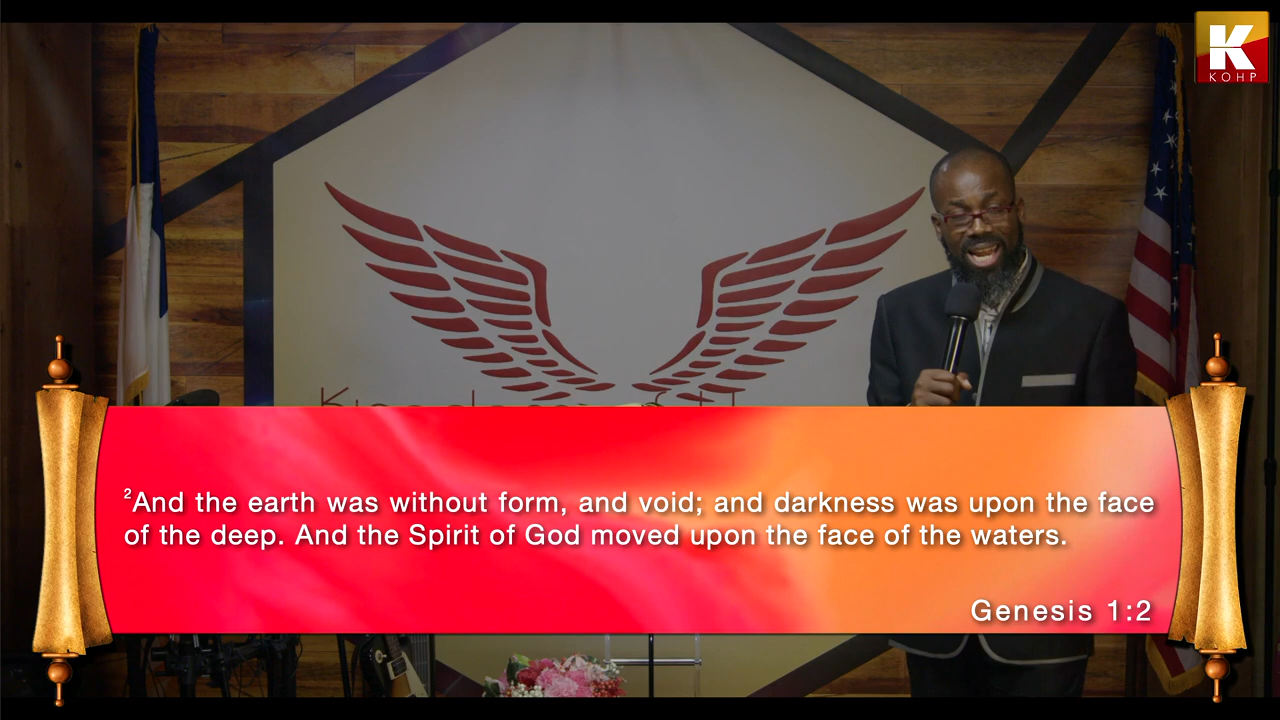 K
KOHP
²And the earth was without form, and void; and darkness was upon the face
of the deep. And the Spirit of God moved upon the face of the waters.
Genesis 1:2